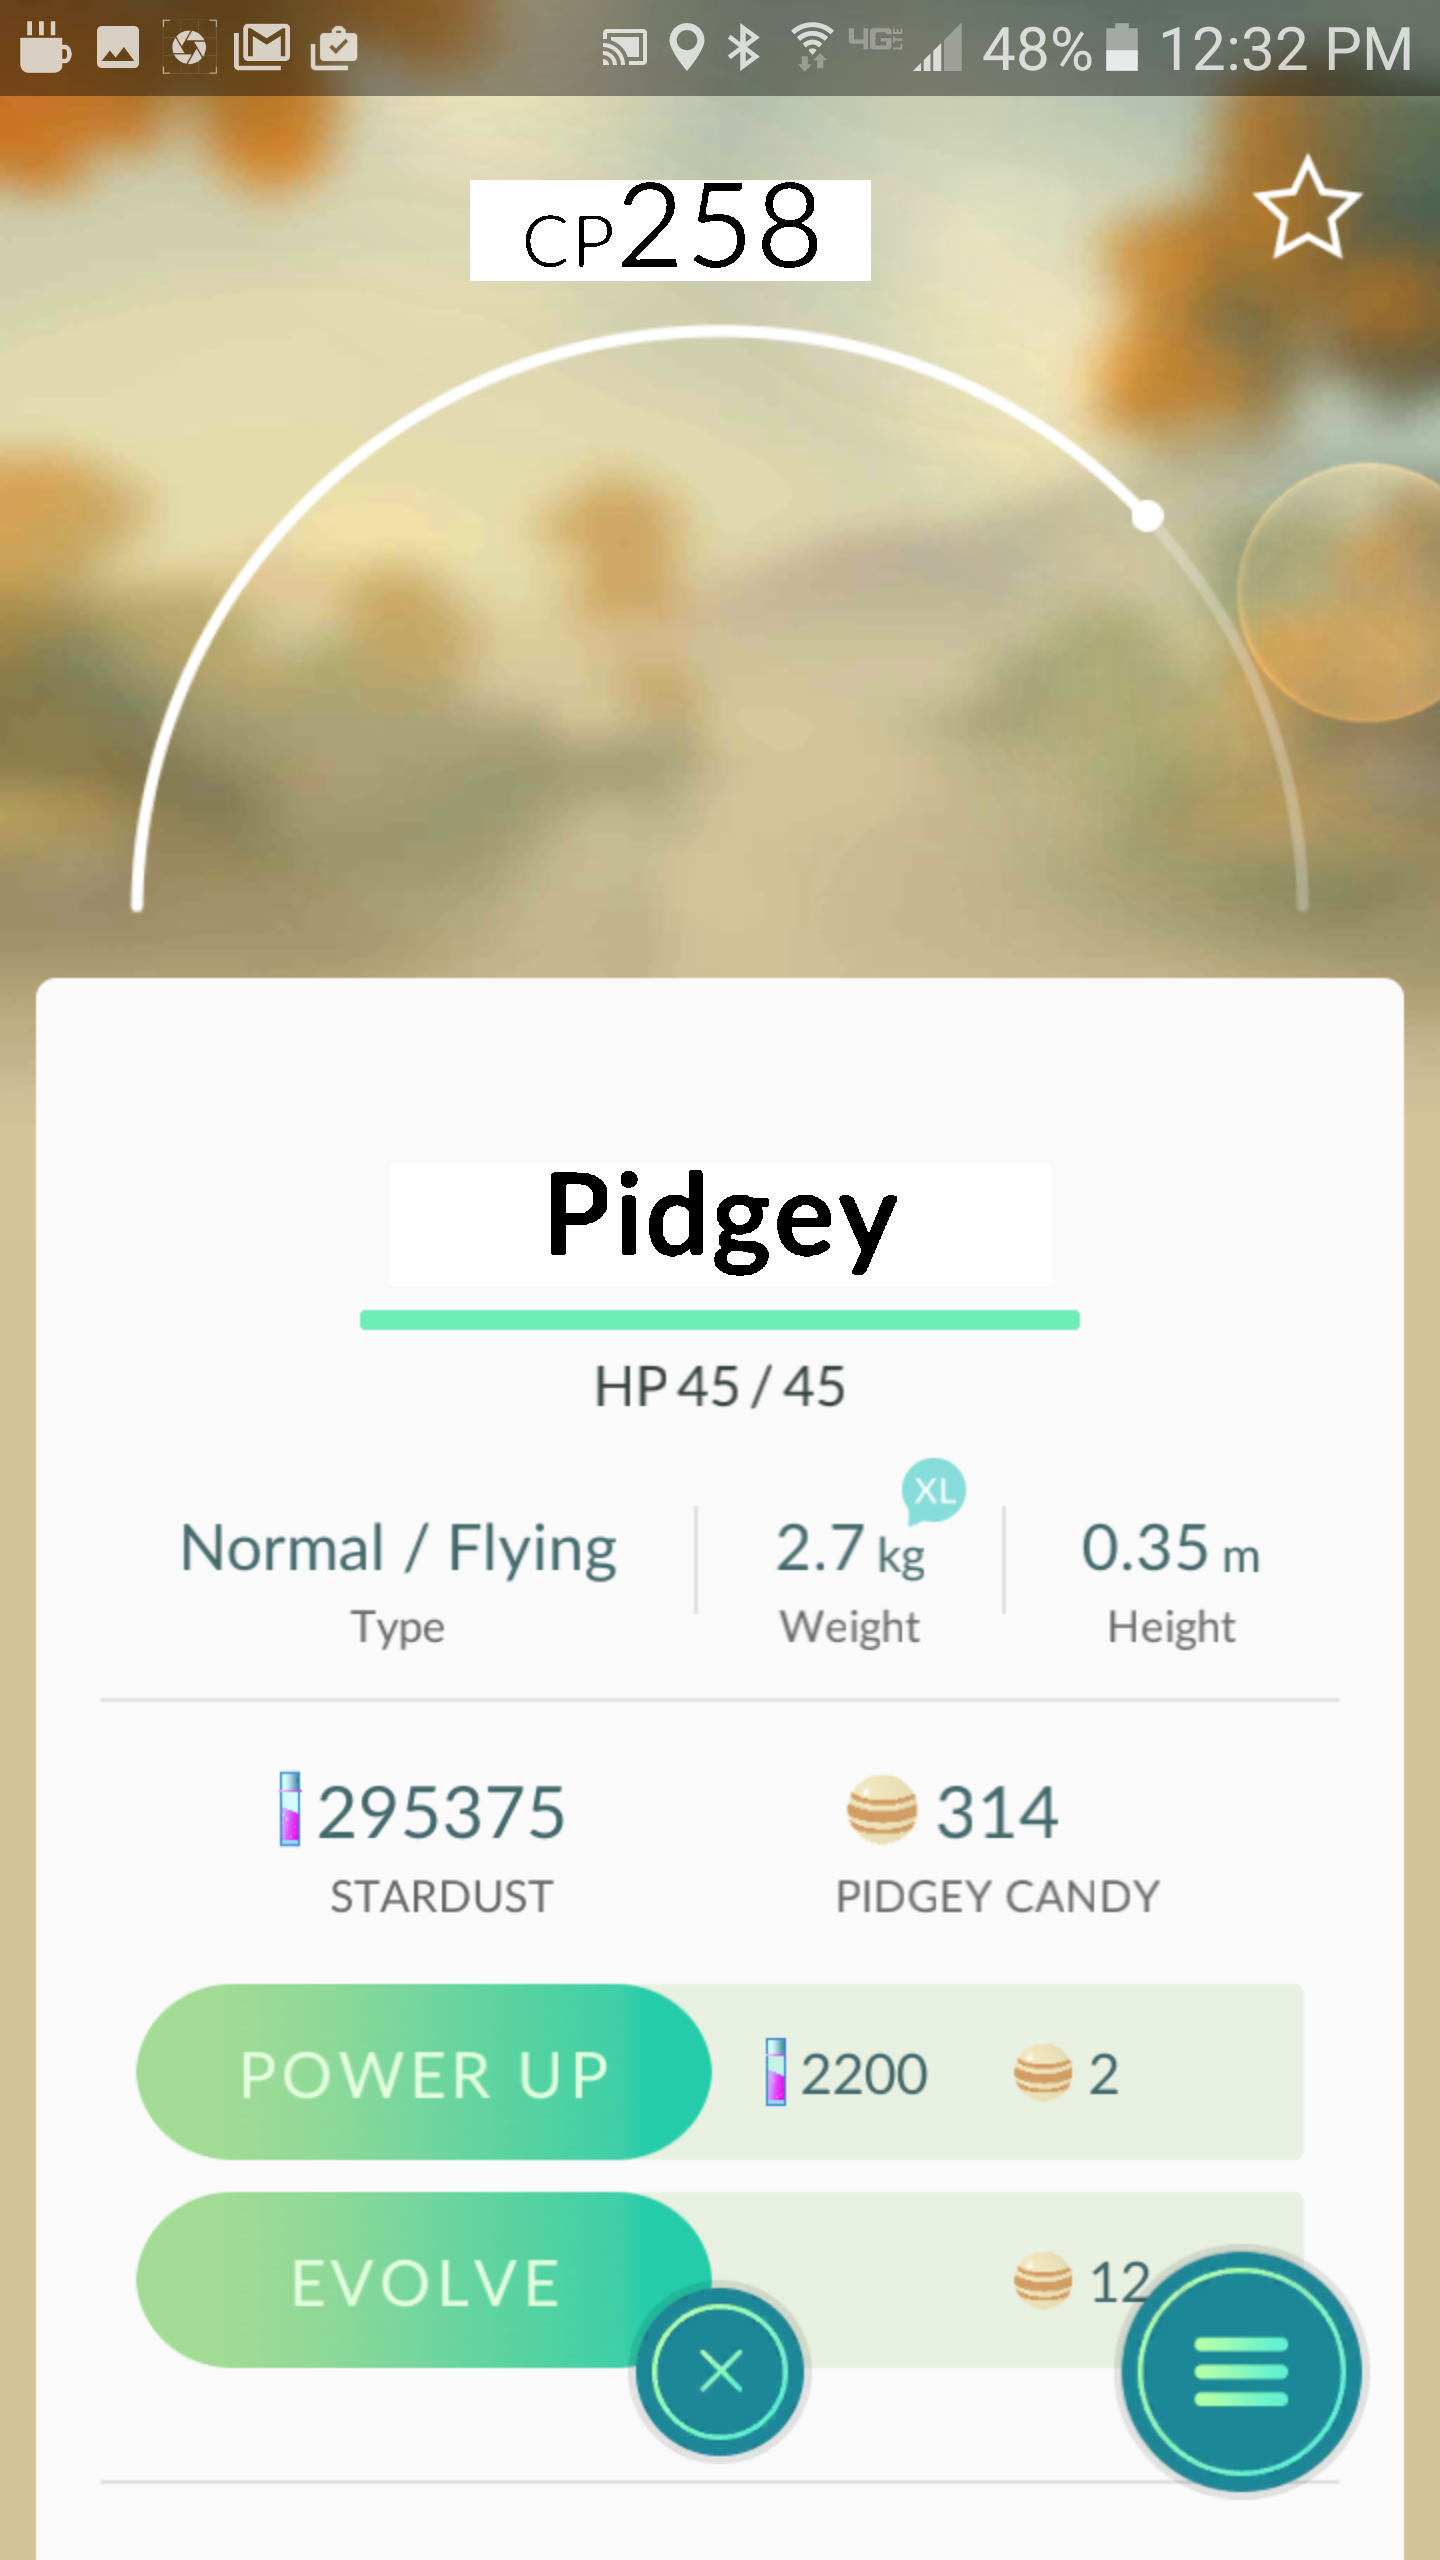 4G LTE 48% 12:32 PM
CP258
Pidgey
HP 45 / 45
XL
Normal / Flying 2.7 kg 0.35 m
Type Weight Height
295375 314
STARDUST PIDGEY CANDY
POWER UP 2200 2
EVOLVE 12